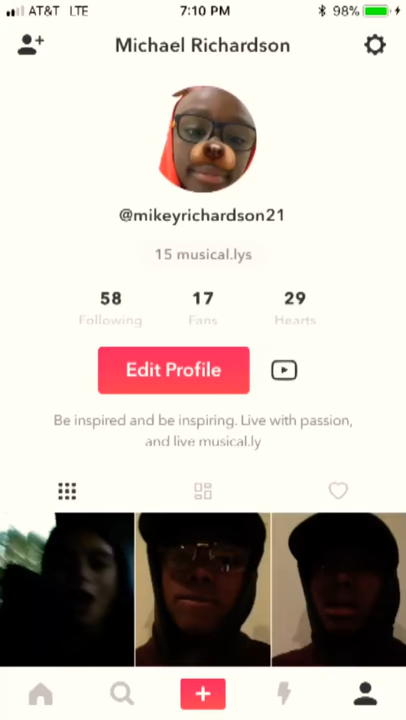 AT&T LTE 7:10 PM 98%
Michael Richardson
@mikeyrichardson21
15 musical.lys
58 17 29
Following Fans Hearts
Edit Profile
Be inspired and be inspiring. Live with passion,
and live musical.ly